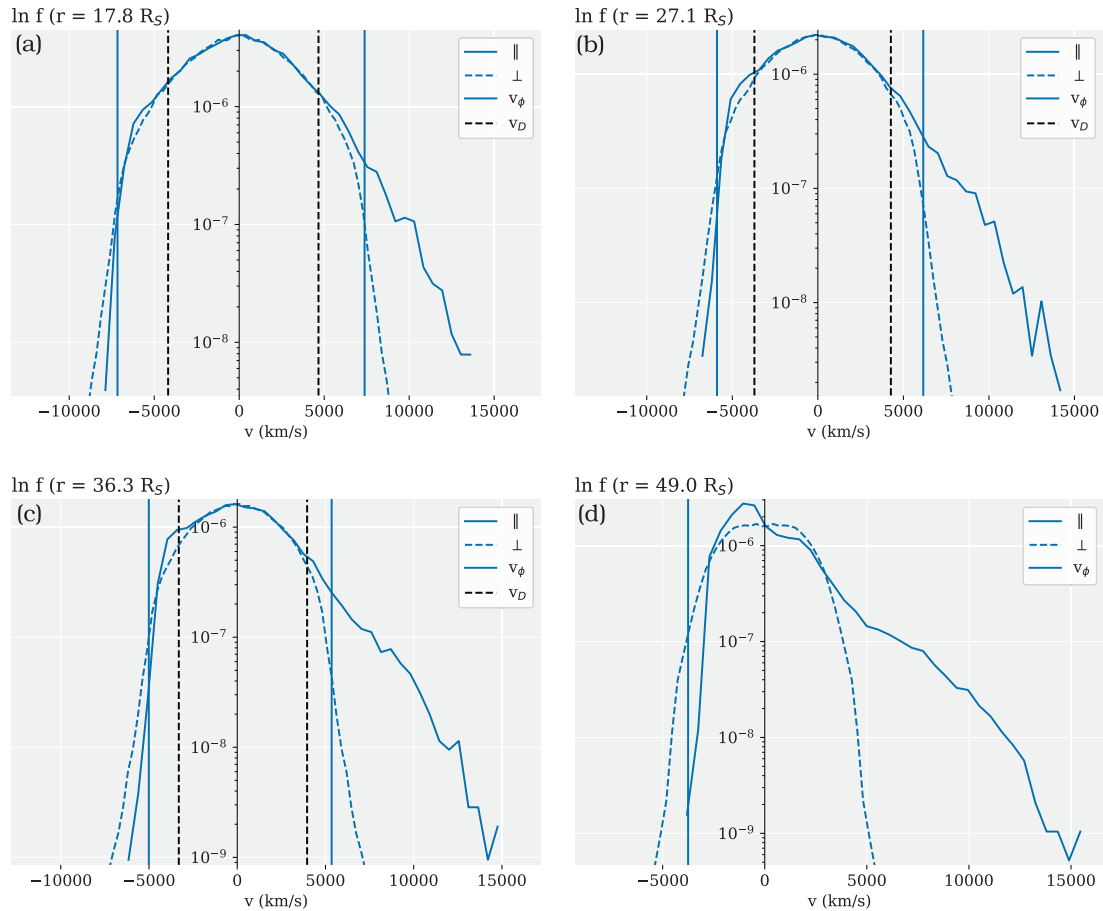 ln f (r = 17.8 R_S)
(a)
∥
⊥
v_ϕ
v_D
10^−6
10^−7
10^−8
−10000 −5000 0 5000 10000 15000
v (km/s)
ln f (r = 27.1 R_S)
(b)
∥
⊥
v_ϕ
v_D
10^−6
10^−7
10^−8
−10000 −5000 0 5000 10000 15000
v (km/s)
ln f (r = 36.3 R_S)
(c)
∥
⊥
v_ϕ
v_D
10^−6
10^−7
10^−8
10^−9
−10000 −5000 0 5000 10000 15000
v (km/s)
ln f (r = 49.0 R_S)
(d)
∥
⊥
v_ϕ
10^−6
10^−7
10^−8
10^−9
−5000 0 5000 10000 15000
v (km/s)